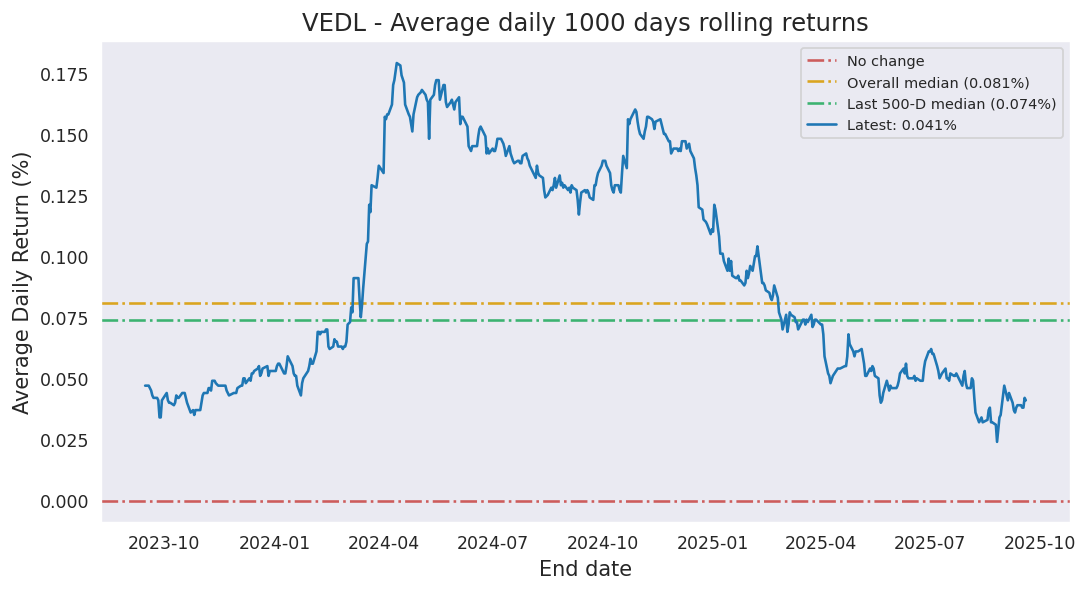 VEDL - Average daily 1000 days rolling returns
No change
Overall median (0.081%)
Last 500-D median (0.074%)
Latest: 0.041%
Average Daily Return (%)
0.175
0.150
0.125
0.100
0.075
0.050
0.025
0.000
2023-10 2024-01 2024-04 2024-07 2024-10 2025-01 2025-04 2025-07 2025-10
End date